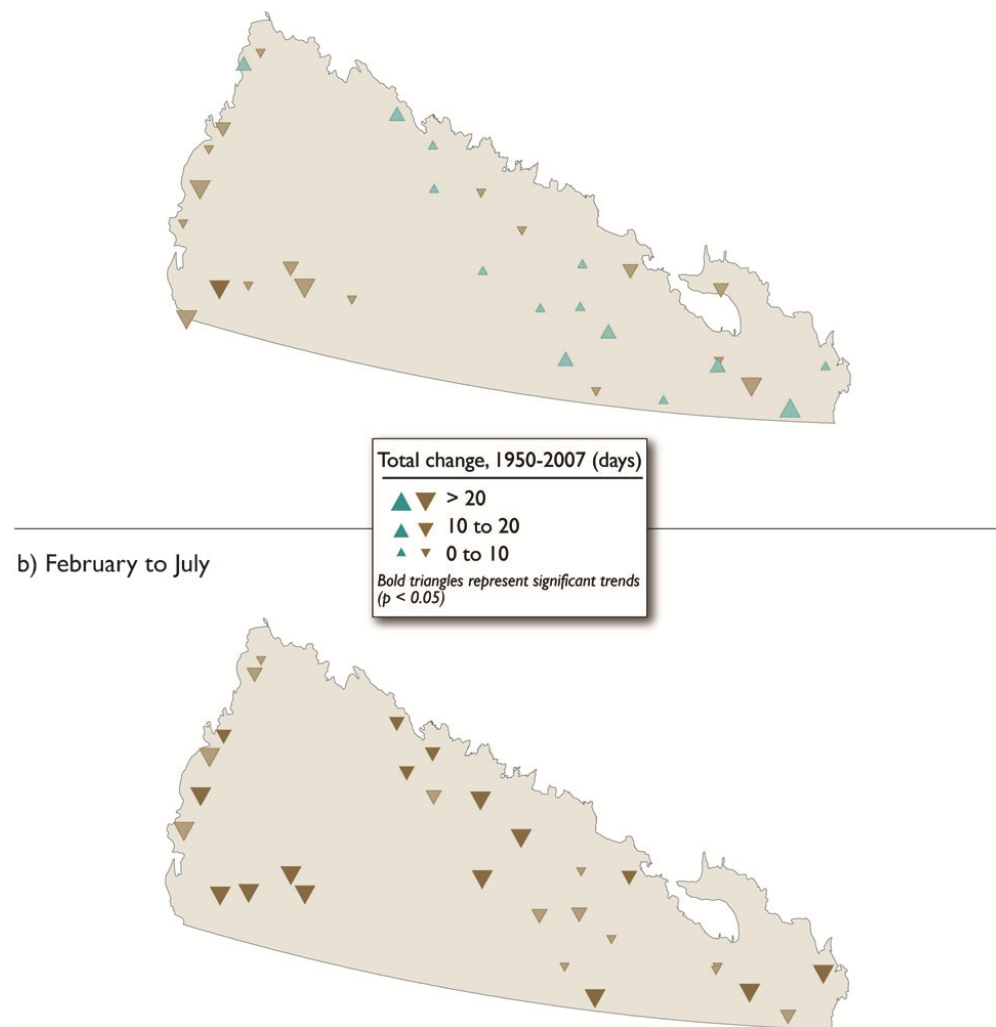 Total change, 1950-2007 (days)
> 20
10 to 20
0 to 10
Bold triangles represent significant trends
(p < 0.05)
b) February to July